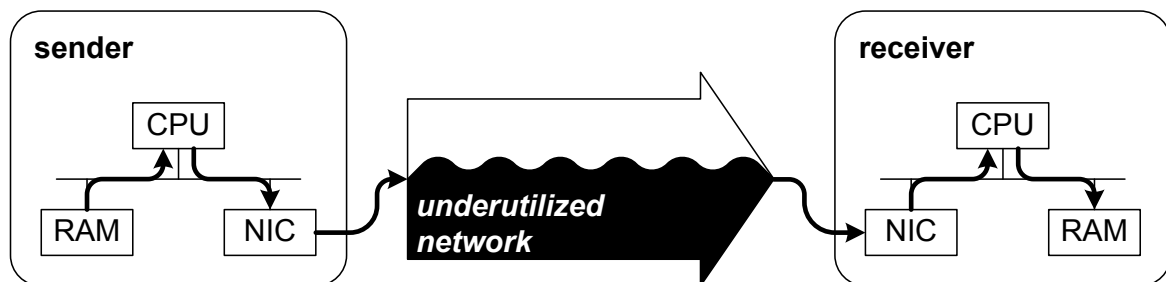 sender
CPU
RAM
NIC
underutilized
network
receiver
CPU
NIC
RAM